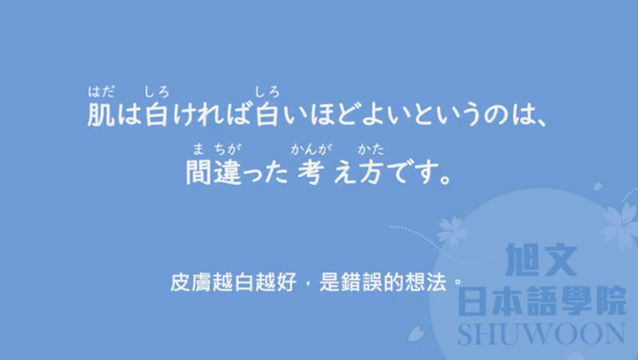 はだ しろ しろ
肌は白ければ白いほどよいというのは、
ま ちが かんが かた
間違った考え方です。
皮膚越白越好，是錯誤的想法。
旭文
日本語學院
SHUWOON